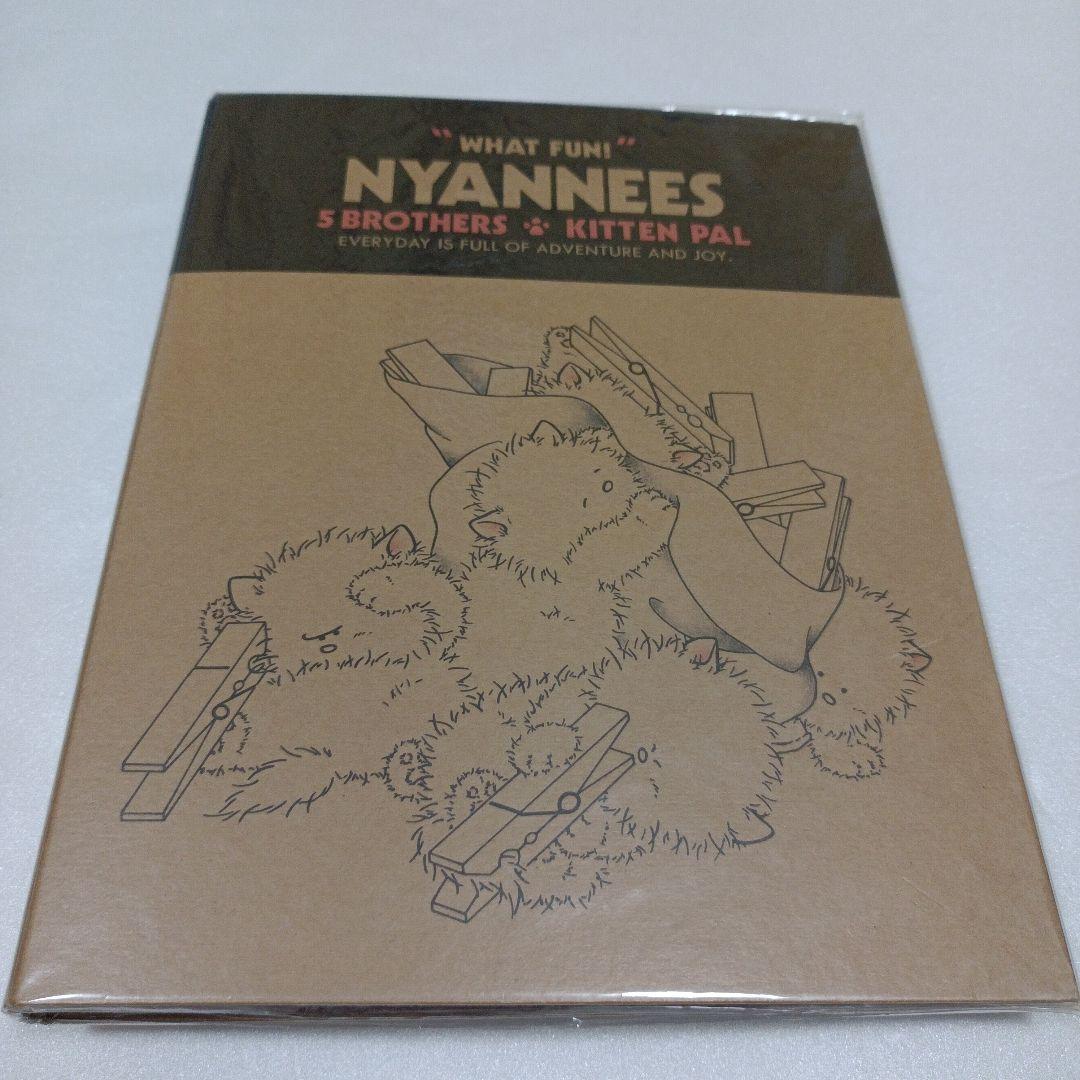 "WHAT FUN!"
NYANNEES
5 BROTHERS KITTEN PAL
EVERYDAY IS FULL OF ADVENTURE AND JOY.